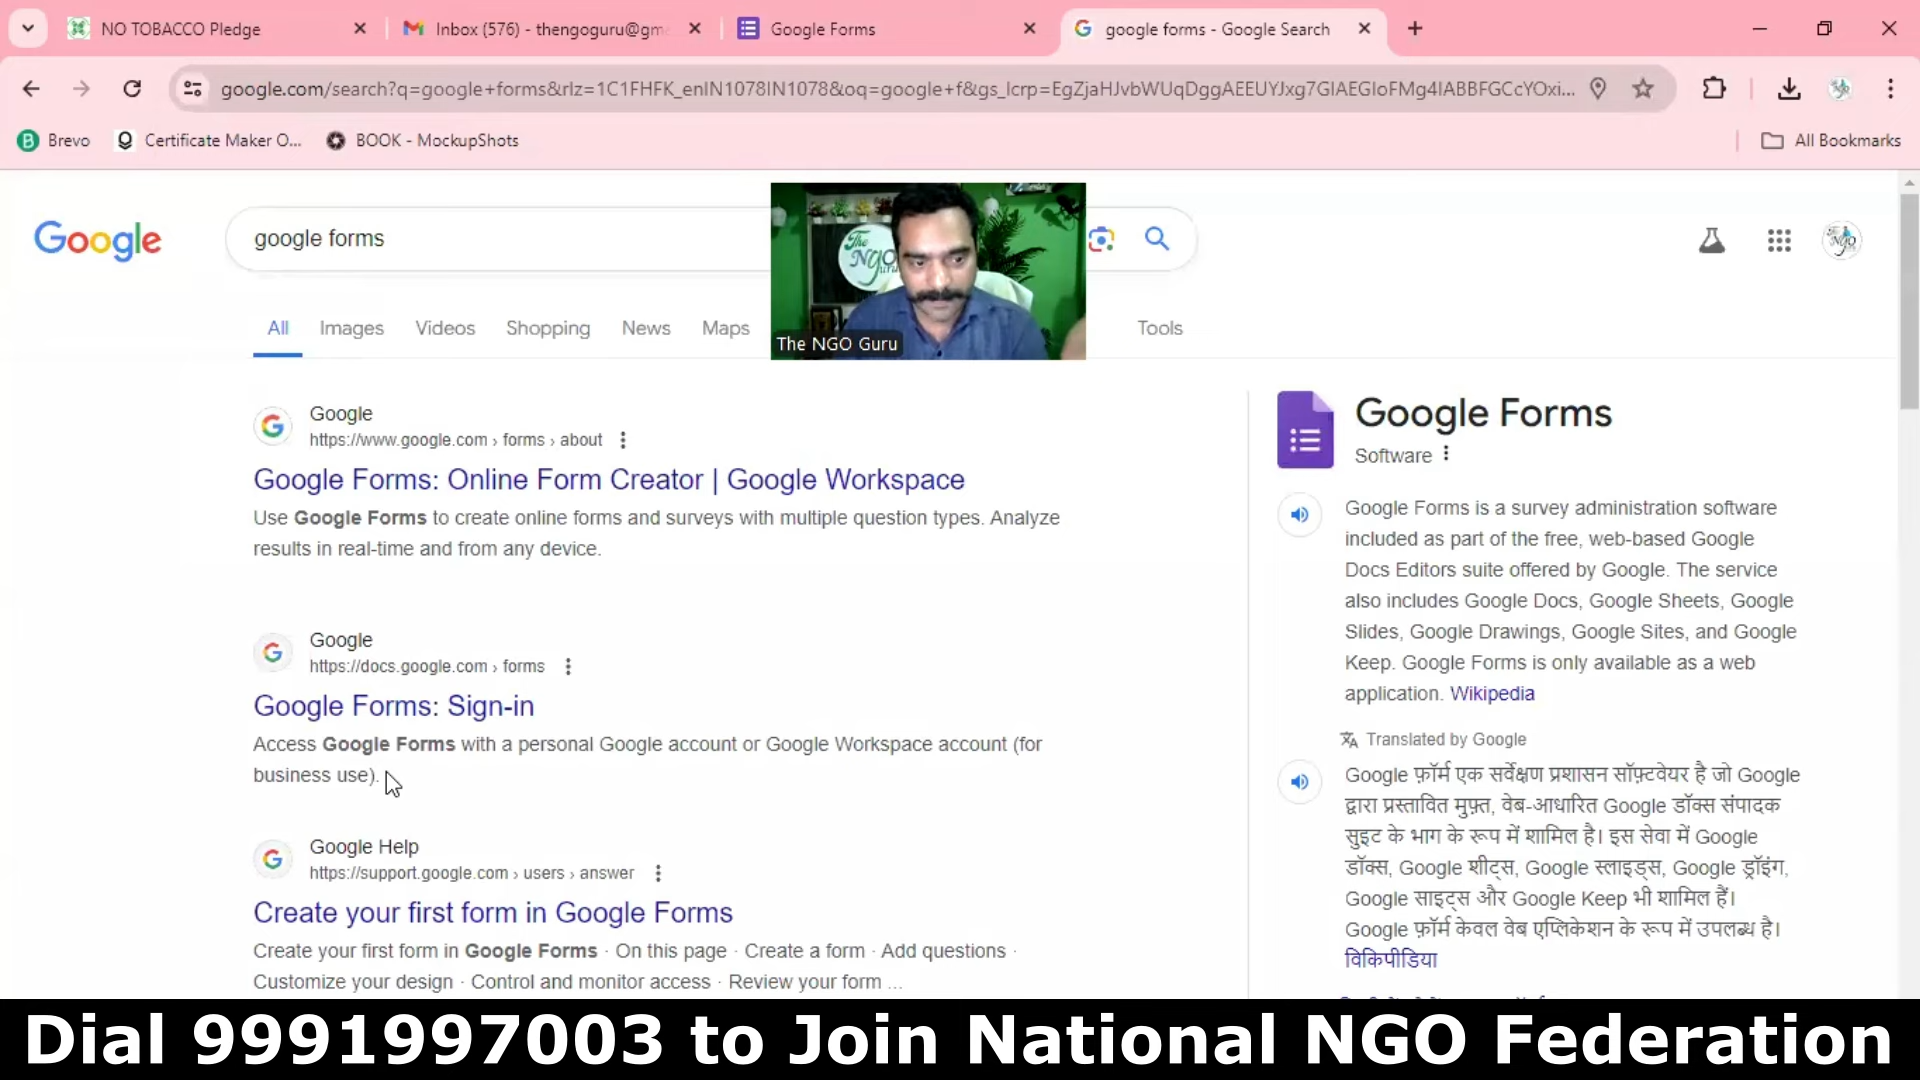 NO TOBACCO Pledge
Inbox (576) - thengoguru@gm
Google Forms
google forms - Google Search
google.com/search?q=google+forms&rlz=1C1FHFK_enIN1078IN1078&oq=google+f&gs_lcrp=EgZjaHJvbWUqDggAEEUYJxg7GIAEGIoFMg4IABBFGCcYOxi...
Brevo
Certificate Maker O...
BOOK - MockupShots
All Bookmarks
Google
google forms
All
Images
Videos
Shopping
News
Maps
Tools
The NGO Guru
Google
https://www.google.com › forms › about
Google Forms: Online Form Creator | Google Workspace
Use Google Forms to create online forms and surveys with multiple question types. Analyze
results in real-time and from any device.
Google
https://docs.google.com › forms
Google Forms: Sign-in
Access Google Forms with a personal Google account or Google Workspace account (for
business use).
Google Help
https://support.google.com › users › answer
Create your first form in Google Forms
Create your first form in Google Forms · On this page · Create a form · Add questions ·
Customize your design · Control and monitor access · Review your form ...
Google Forms
Software
Google Forms is a survey administration software
included as part of the free, web-based Google
Docs Editors suite offered by Google. The service
also includes Google Docs, Google Sheets, Google
Slides, Google Drawings, Google Sites, and Google
Keep. Google Forms is only available as a web
application. Wikipedia
Translated by Google
Google फ़ॉर्म एक सर्वेक्षण प्रशासन सॉफ़्टवेयर है जो Google
द्वारा प्रस्तावित मुफ़्त, वेब-आधारित Google डॉक्स संपादक
सुइट के भाग के रूप में शामिल है। इस सेवा में Google
डॉक्स, Google शीट्स, Google स्लाइड्स, Google ड्रॉइंग,
Google साइट्स और Google Keep भी शामिल हैं।
Google फ़ॉर्म केवल वेब एप्लिकेशन के रूप में उपलब्ध है।
विकिपीडिया
Dial 9991997003 to Join National NGO Federation